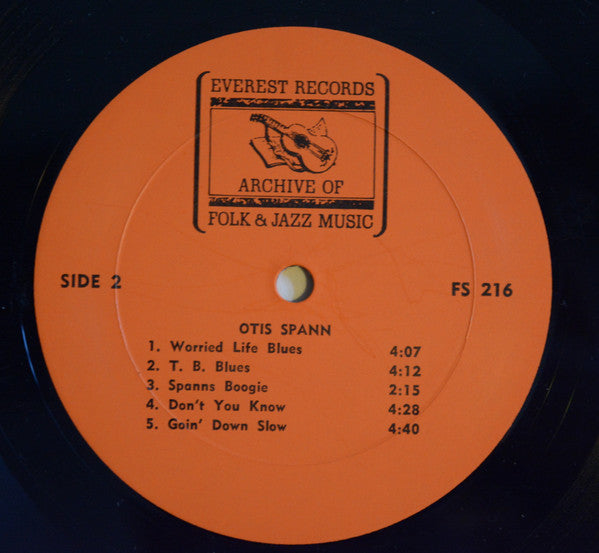 EVEREST RECORDS
ARCHIVE OF
FOLK & JAZZ MUSIC
SIDE 2
FS 216
OTIS SPANN
1. Worried Life Blues 4:07
2. T. B. Blues 4:12
3. Spanns Boogie 2:15
4. Don't You Know 4:28
5. Goin' Down Slow 4:40